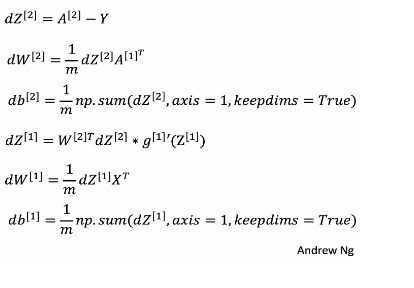 dZ^{[2]} = A^{[2]} − Y
dW^{[2]} = \frac{1}{m} dZ^{[2]} A^{[1]^T}
db^{[2]} = \frac{1}{m} np.sum(dZ^{[2]}, axis = 1, keepdims = True)
dZ^{[1]} = W^{[2]T} dZ^{[2]} * g^{[1]}′(Z^{[1]})
dW^{[1]} = \frac{1}{m} dZ^{[1]} X^T
db^{[1]} = \frac{1}{m} np.sum(dZ^{[1]}, axis = 1, keepdims = True)
Andrew Ng